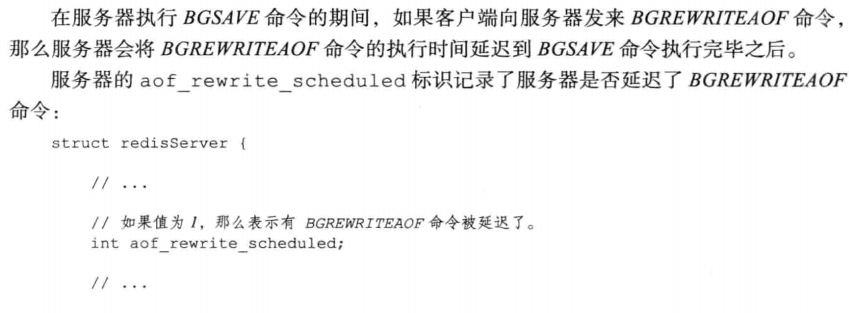 在服务器执行 BGSAVE 命令的期间，如果客户端向服务器发来 BGREWRITEAOF 命令，
那么服务器会将 BGREWRITEAOF 命令的执行时间延迟到 BGSAVE 命令执行完毕之后。
服务器的 aof_rewrite_scheduled 标识记录了服务器是否延迟了 BGREWRITEAOF
命令：
struct redisServer {
// ...
// 如果值为 1，那么表示有 BGREWRITEAOF 命令被延迟了。
int aof_rewrite_scheduled;
// ...